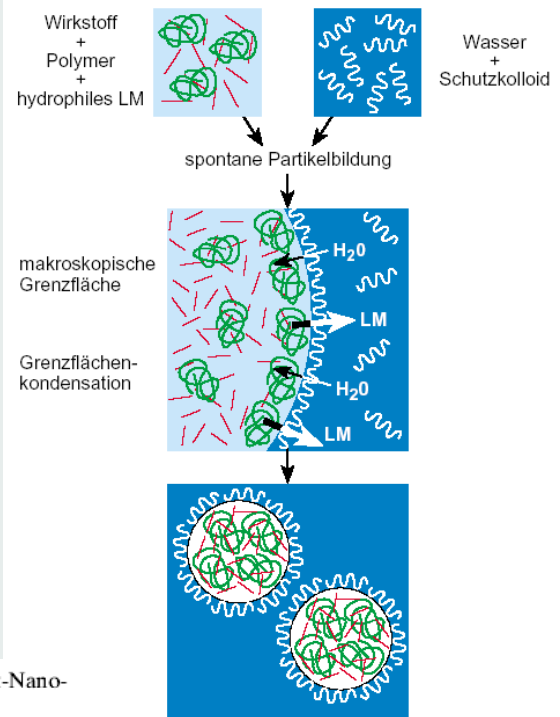 Wirkstoff
+
Polymer
+
hydrophiles LM
Wasser
+
Schutzkolloid
spontane Partikelbildung
makroskopische
Grenzfläche
H20
LM
Grenzflächen-
kondensation
H20
LM
-Nano-